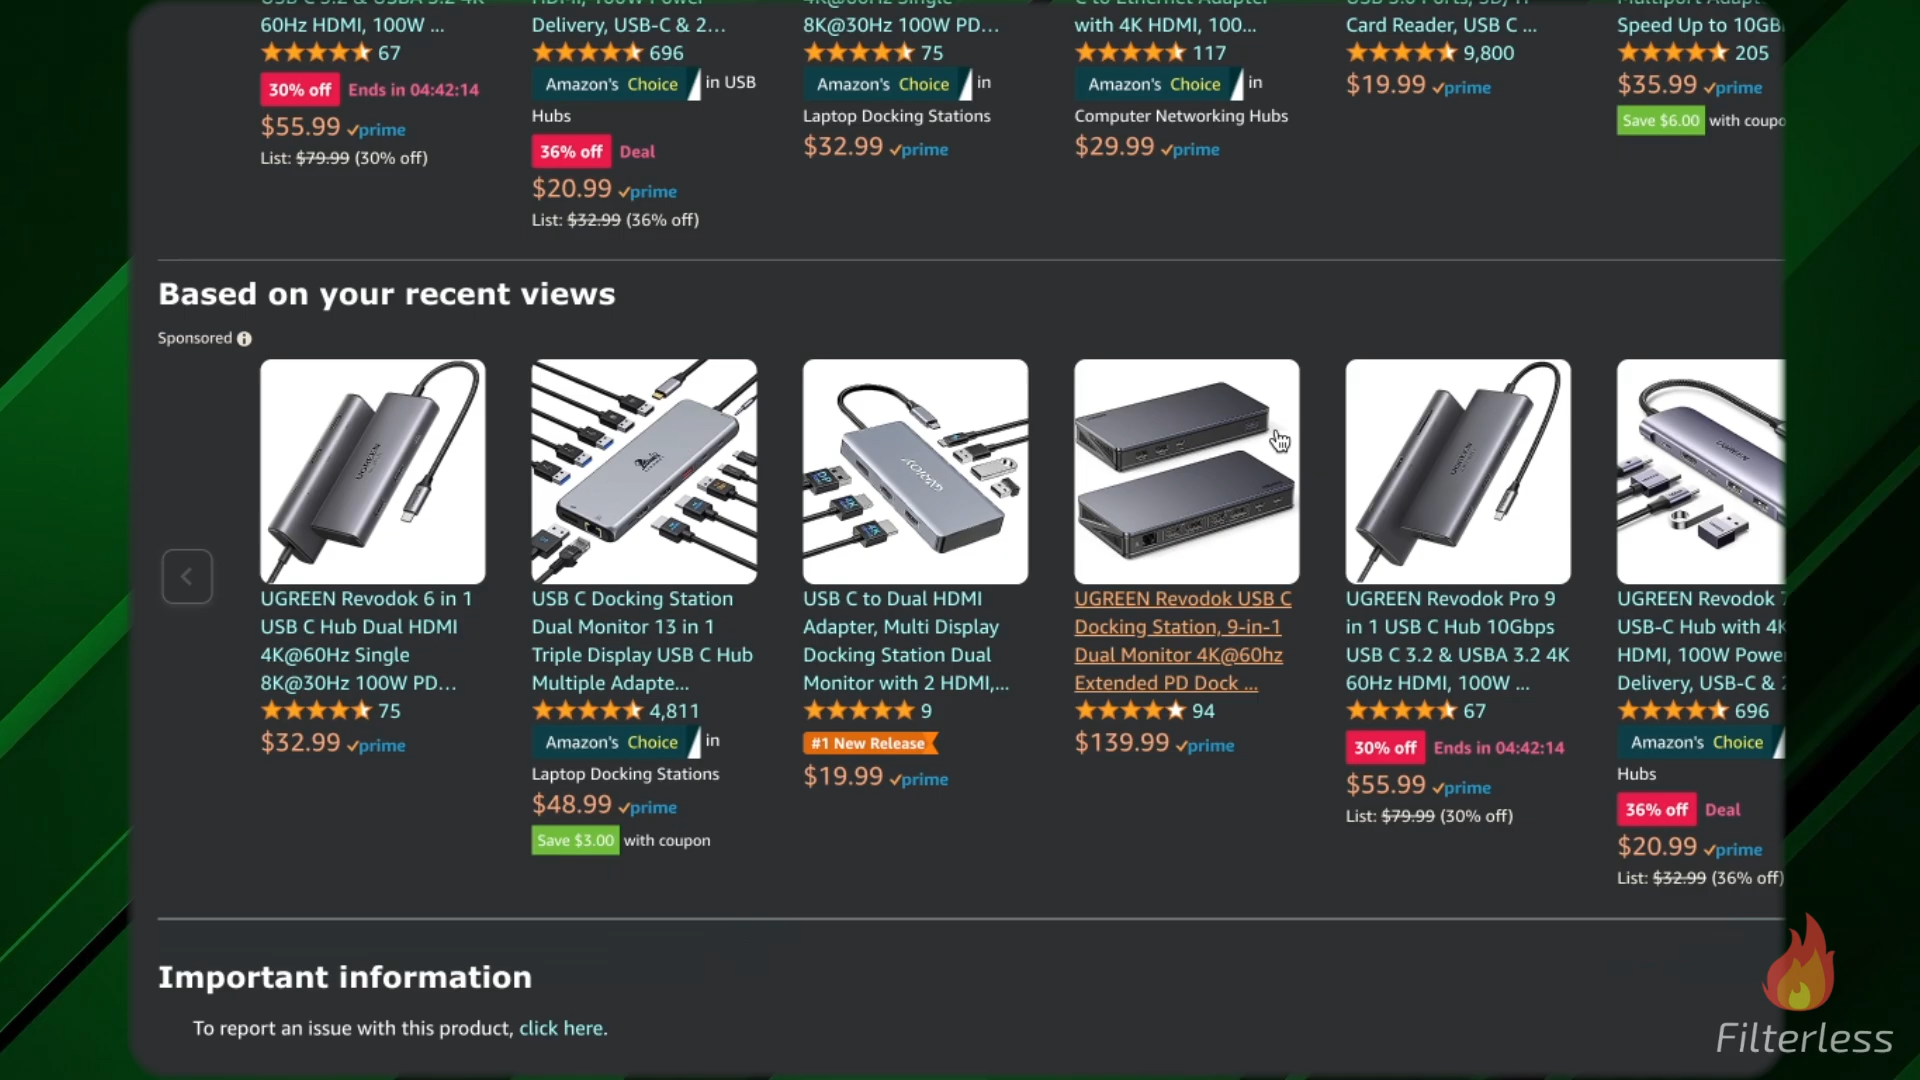 60Hz HDMI, 100W ...
67
30% off Ends in 04:42:14
$55.99 prime
List: $79.99 (30% off)
Delivery, USB-C & 2...
696
Amazon's Choice in USB
Hubs
36% off Deal
$20.99 prime
List: $32.99 (36% off)
8K@30Hz 100W PD...
75
Amazon's Choice in
Laptop Docking Stations
$32.99 prime
with 4K HDMI, 100...
117
Amazon's Choice in
Computer Networking Hubs
$29.99 prime
Card Reader, USB C ...
9,800
$19.99 prime
Speed Up to 10GB
205
$35.99 prime
Save $6.00 with coupo
Based on your recent views
Sponsored
UGREEN Revodok 6 in 1
USB C Hub Dual HDMI
4K@60Hz Single
8K@30Hz 100W PD...
75
$32.99 prime
USB C Docking Station
Dual Monitor 13 in 1
Triple Display USB C Hub
Multiple Adapte...
4,811
Amazon's Choice in
Laptop Docking Stations
$48.99 prime
Save $3.00 with coupon
USB C to Dual HDMI
Adapter, Multi Display
Docking Station Dual
Monitor with 2 HDMI,...
9
#1 New Release
$19.99 prime
UGREEN Revodok USB C
Docking Station, 9-in-1
Dual Monitor 4K@60hz
Extended PD Dock ...
94
$139.99 prime
UGREEN Revodok Pro 9
in 1 USB C Hub 10Gbps
USB C 3.2 & USBA 3.2 4K
60Hz HDMI, 100W ...
67
30% off Ends in 04:42:14
$55.99 prime
List: $79.99 (30% off)
UGREEN Revodok 7
USB-C Hub with 4K
HDMI, 100W Power
Delivery, USB-C & 2
696
Amazon's Choice
Hubs
36% off Deal
$20.99 prime
List: $32.99 (36% off)
Important information
To report an issue with this product, click here.
Filterless